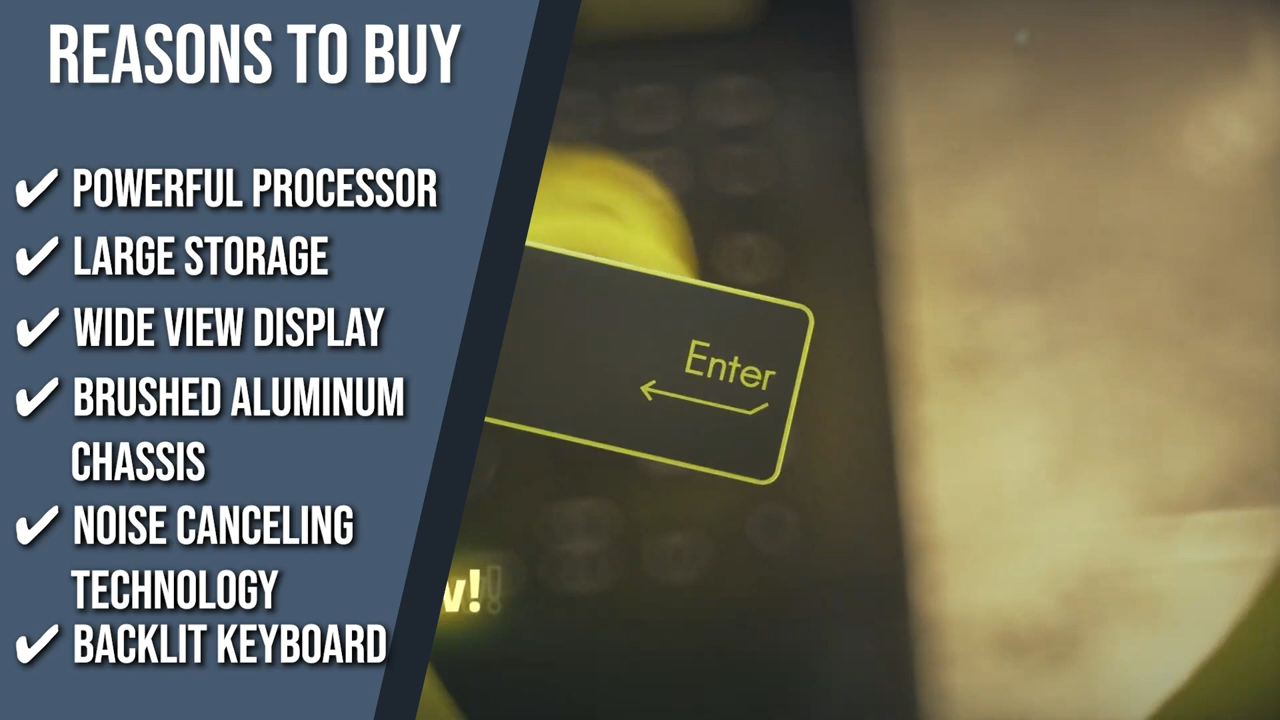 REASONS TO BUY
✔ POWERFUL PROCESSOR
✔ LARGE STORAGE
✔ WIDE VIEW DISPLAY
✔ BRUSHED ALUMINUM
CHASSIS
✔ NOISE CANCELING
TECHNOLOGY
✔ BACKLIT KEYBOARD
Enter